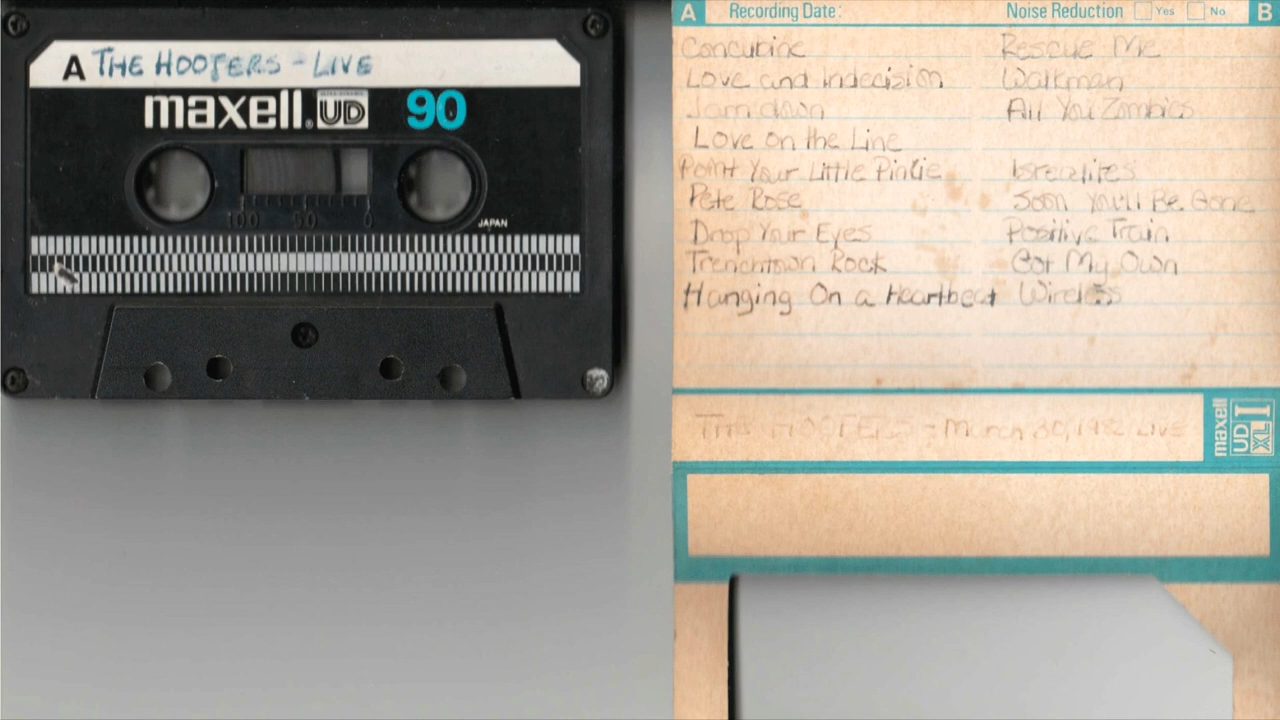 A THE HOOTERS - LIVE
maxell. UD 90
100 50 0
JAPAN
A Recording Date: Noise Reduction Yes No B
Concubine
Love and Indecision
Jam down
Love on the Line
Point Your Little Pinkie
Pete Rose
Drop Your Eyes
Trenchtown Rock
Hanging On a Heartbeat
Rescue Me
Walkman
All You Zombies
Isrealites
Soon You'll Be Gone
Positive Train
Got My Own
Wireless
THE HOOTERS - March 30, 1982 LIVE
maxell
UD XL I